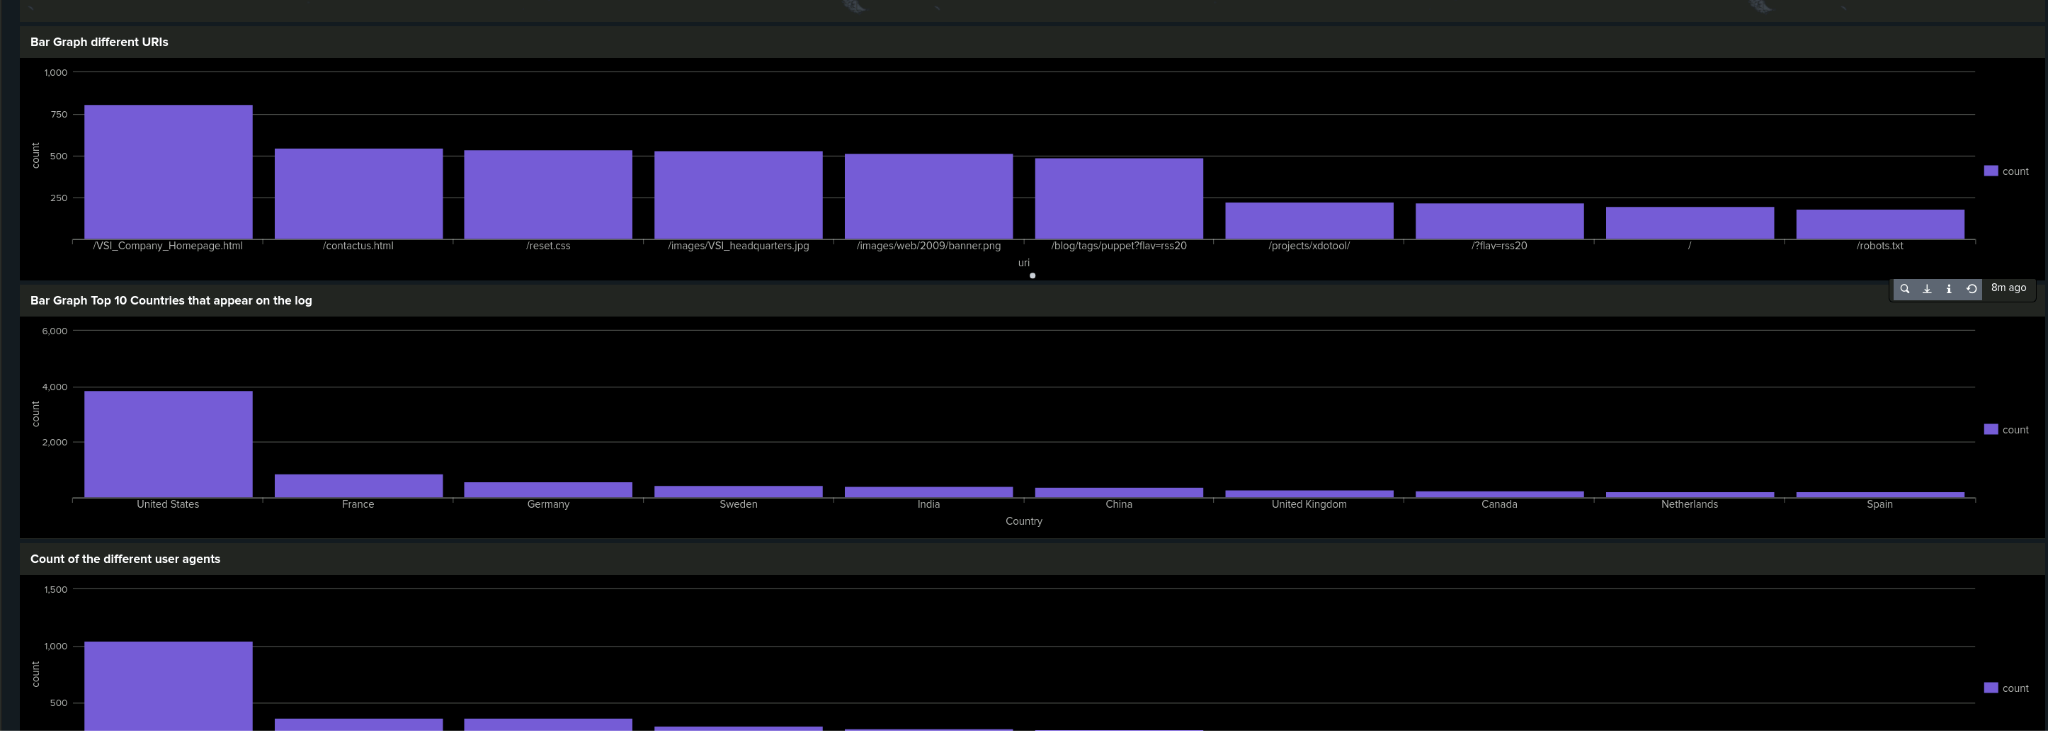 Bar Graph different URIs
1,000
750
500
250
count
/VSI_Company_Homepage.html /contactus.html /reset.css /images/VSI_headquarters.jpg /images/web/2009/banner.png /blog/tags/puppet?flav=rss20 /projects/xdotool/ /?flav=rss20 / /robots.txt
uri
count
8m ago
Bar Graph Top 10 Countries that appear on the log
6,000
4,000
2,000
count
United States France Germany Sweden India China United Kingdom Canada Netherlands Spain
Country
count
Count of the different user agents
1,500
1,000
500
count
count